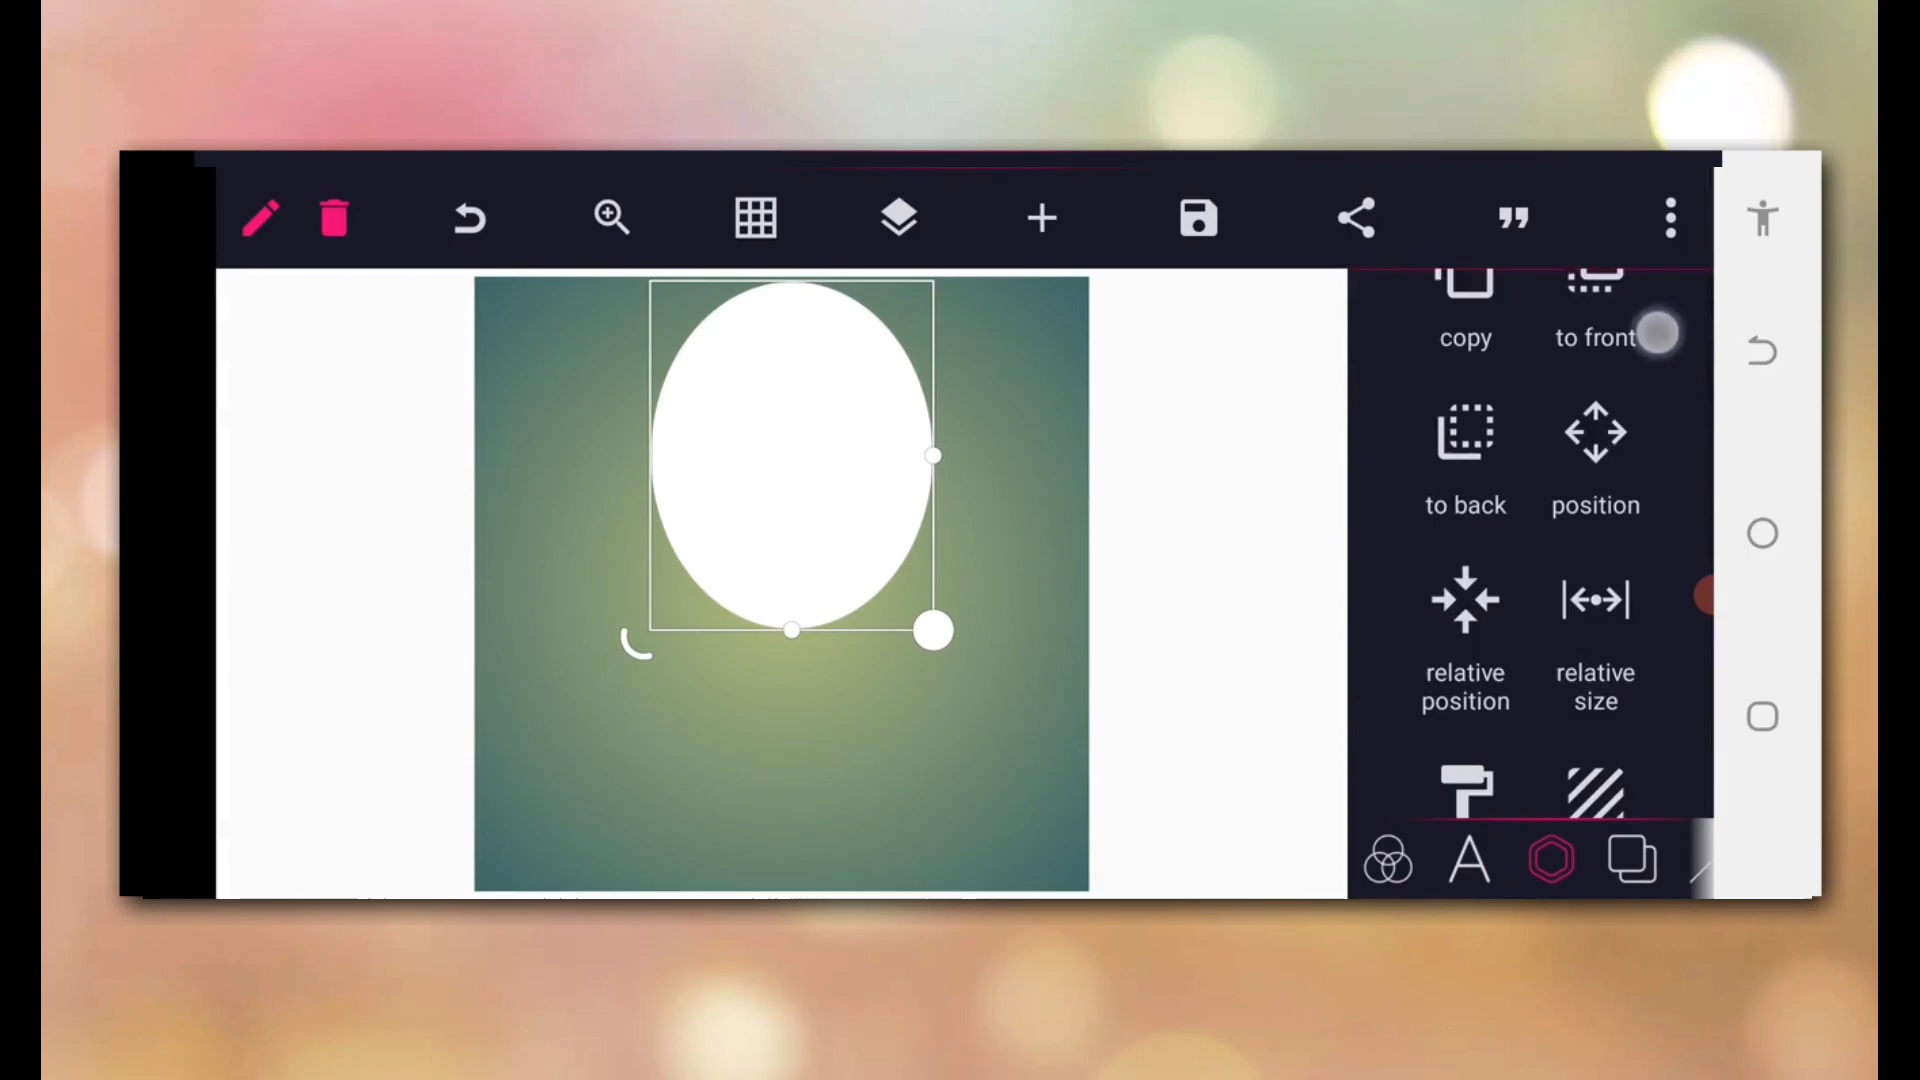 copy
to front
to back
position
relative
position
relative
size